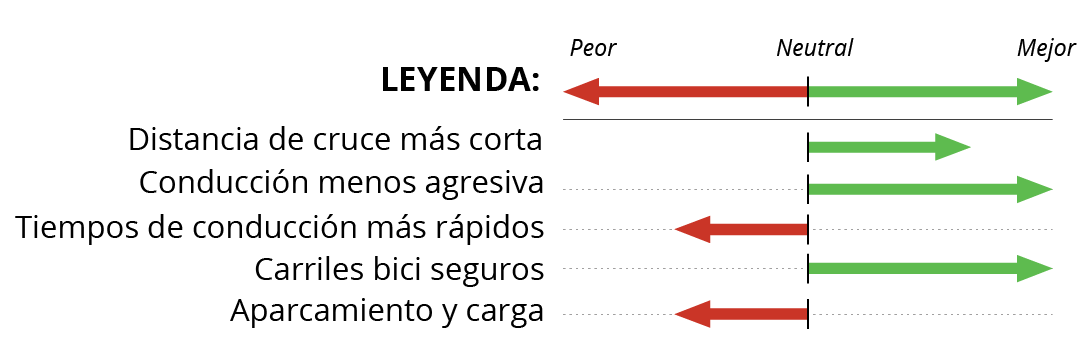 Peor Neutral Mejor
LEYENDA:
Distancia de cruce más corta
Conducción menos agresiva
Tiempos de conducción más rápidos
Carriles bici seguros
Aparcamiento y carga